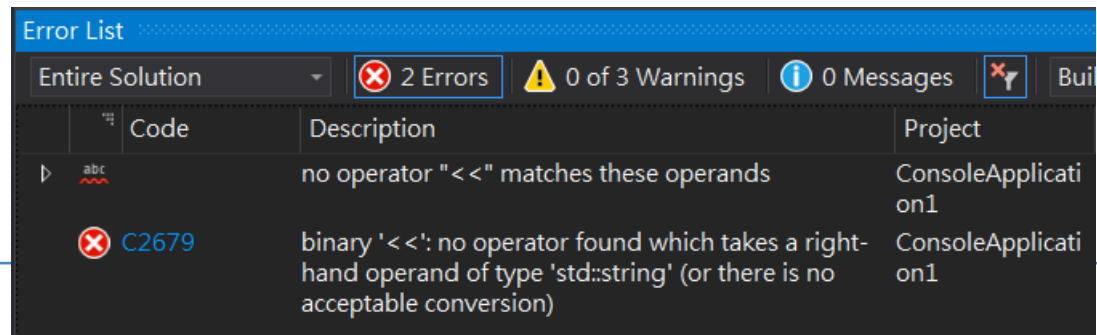 Error List
Entire Solution 2 Errors 0 of 3 Warnings 0 Messages Buil
Code Description Project
abc no operator "<<" matches these operands ConsoleApplicati
on1
C2679 binary '<<': no operator found which takes a right- ConsoleApplicati
hand operand of type 'std::string' (or there is no on1
acceptable conversion)